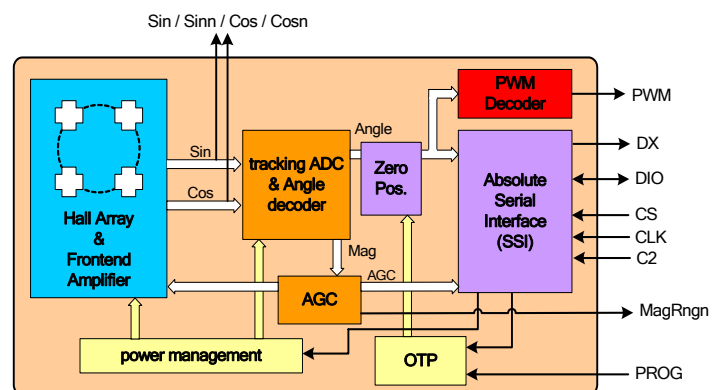 Sin / Sinn / Cos / Cosn
PWM
Decoder
PWM
Angle
DX
Sin
tracking ADC
& Angle
decoder
Zero
Pos.
Absolute
Serial
Interface
(SSI)
DIO
Cos
CS
Hall Array
&
Frontend
Amplifier
CLK
Mag
C2
AGC
AGC
MagRngn
power management
OTP
PROG